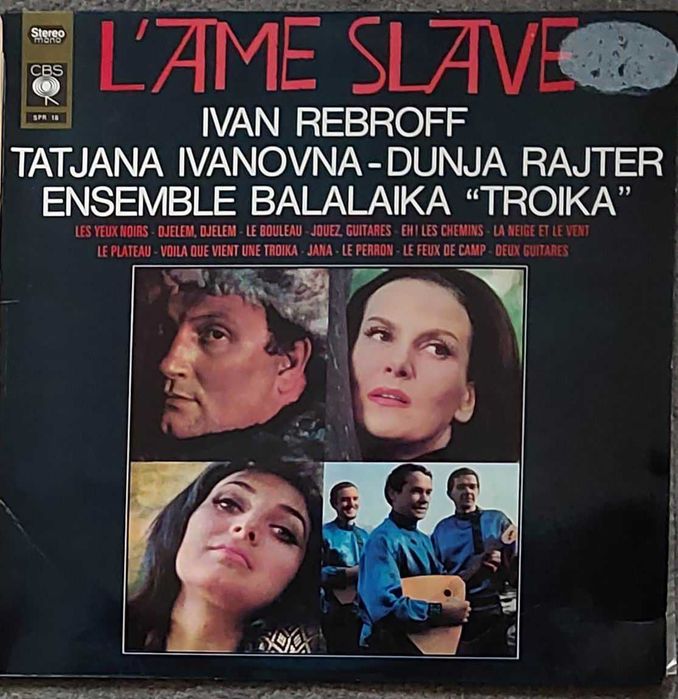 Stereo
mono
CBS
SPR 18
L'AME SLAVE
IVAN REBROFF
TATJANA IVANOVNA - DUNJA RAJTER
ENSEMBLE BALALAIKA “TROIKA”
LES YEUX NOIRS - DJELEM, DJELEM - LE BOULEAU - JOUEZ, GUITARES - EH! LES CHEMINS - LA NEIGE ET LE VENT
LE PLATEAU - VOILA QUE VIENT UNE TROIKA - JANA - LE PERRON - LE FEUX DE CAMP - DEUX GUITARES